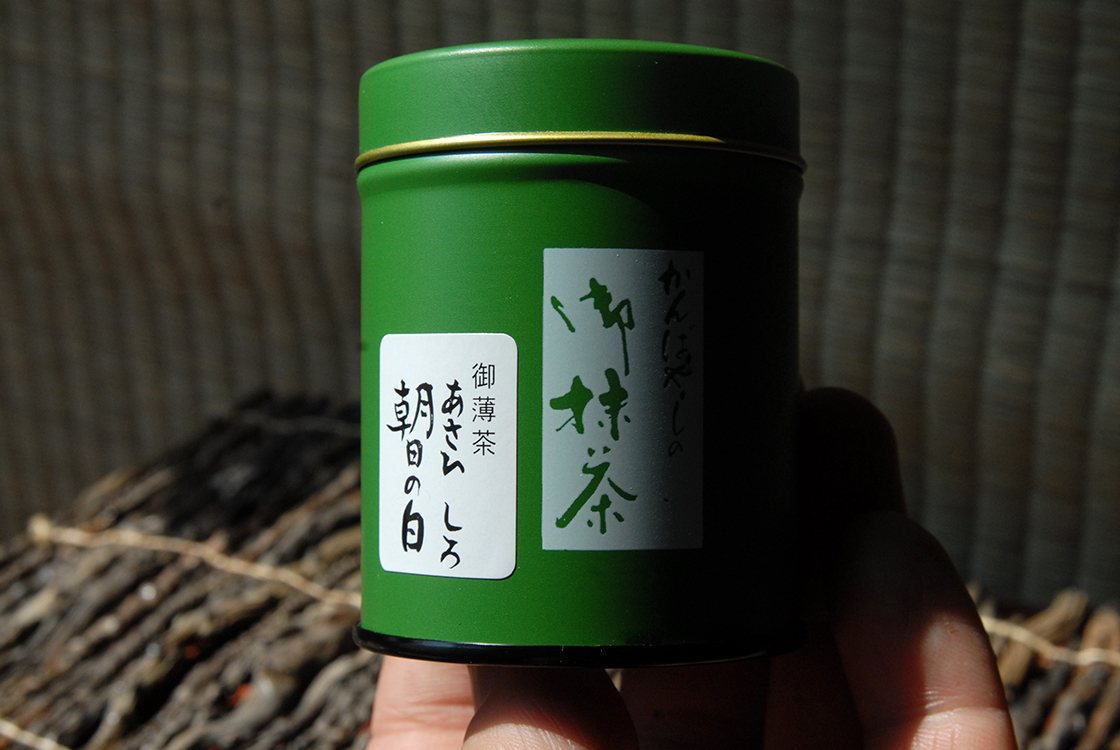 かんばやしの
御抹茶
御薄茶
あさひ しろ
朝日の白